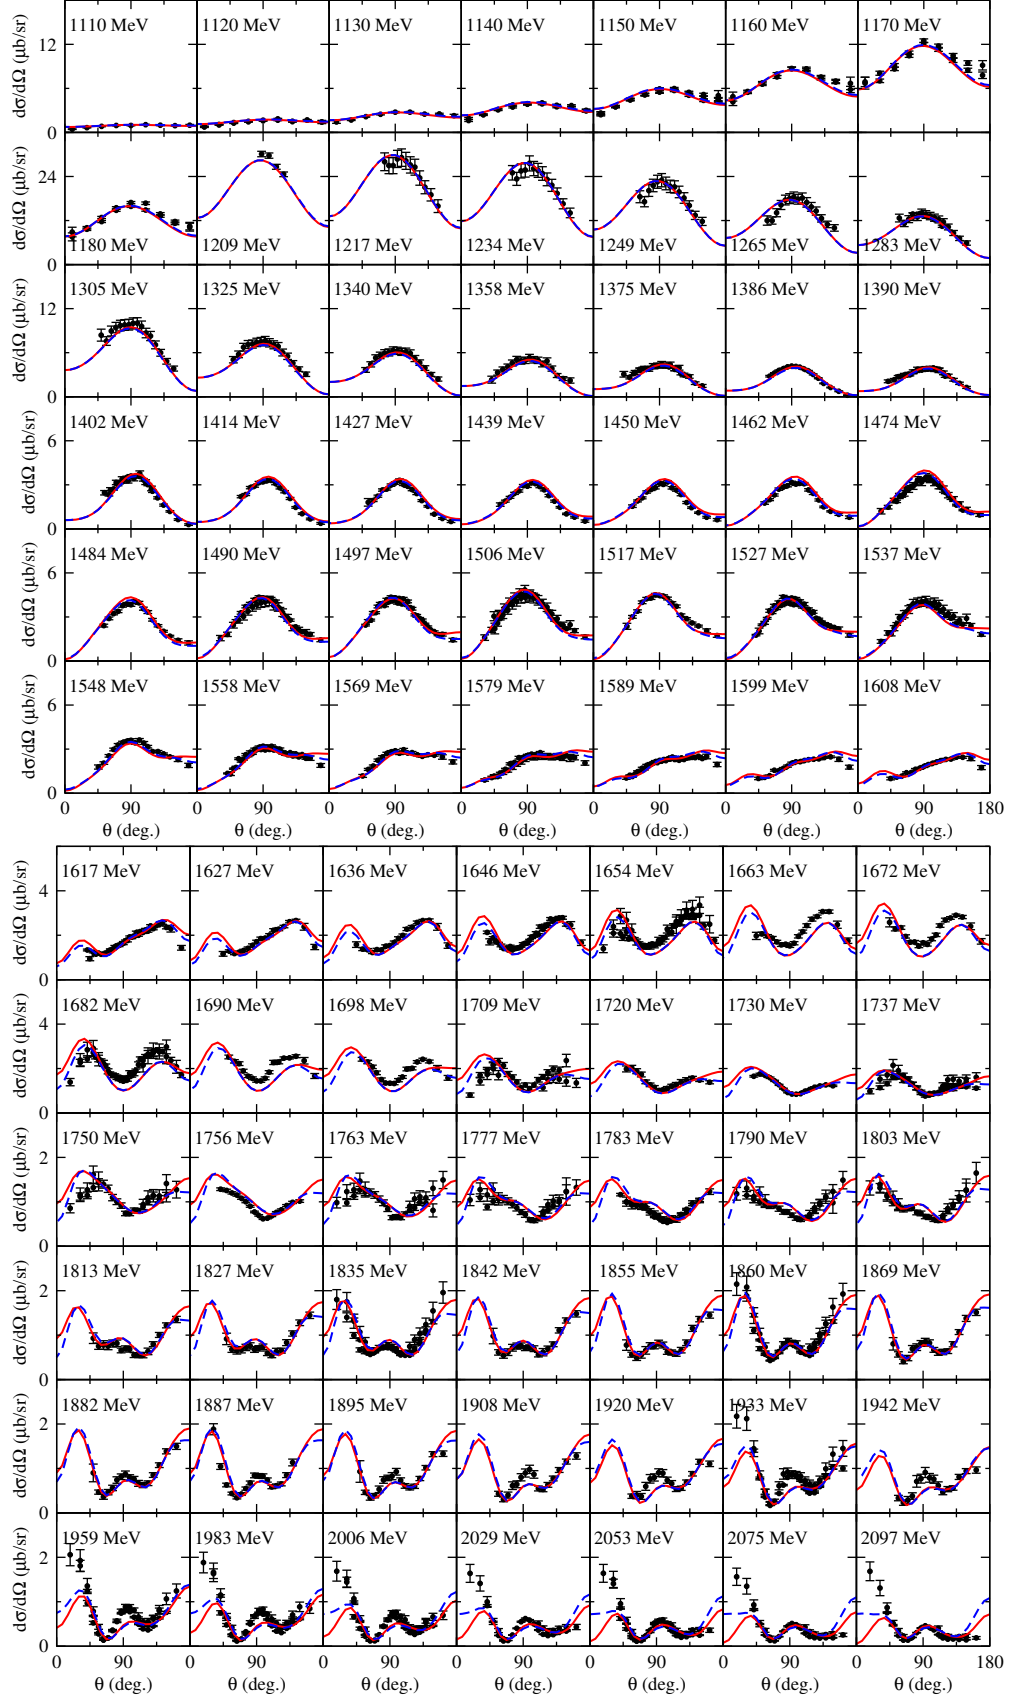 1110 MeV 1120 MeV 1130 MeV 1140 MeV 1150 MeV 1160 MeV 1170 MeV
12
dσ/dΩ (μb/sr)
0
24
dσ/dΩ (μb/sr)
1180 MeV 1209 MeV 1217 MeV 1234 MeV 1249 MeV 1265 MeV 1283 MeV
0
1305 MeV 1325 MeV 1340 MeV 1358 MeV 1375 MeV 1386 MeV 1390 MeV
12
dσ/dΩ (μb/sr)
0
1402 MeV 1414 MeV 1427 MeV 1439 MeV 1450 MeV 1462 MeV 1474 MeV
6
dσ/dΩ (μb/sr)
0
1484 MeV 1490 MeV 1497 MeV 1506 MeV 1517 MeV 1527 MeV 1537 MeV
6
dσ/dΩ (μb/sr)
0
1548 MeV 1558 MeV 1569 MeV 1579 MeV 1589 MeV 1599 MeV 1608 MeV
6
dσ/dΩ (μb/sr)
0
0 90 0 90 0 90 0 90 0 90 0 90 0 90 180
θ (deg.) θ (deg.) θ (deg.) θ (deg.) θ (deg.) θ (deg.) θ (deg.)
1617 MeV 1627 MeV 1636 MeV 1646 MeV 1654 MeV 1663 MeV 1672 MeV
4
dσ/dΩ (μb/sr)
0
1682 MeV 1690 MeV 1698 MeV 1709 MeV 1720 MeV 1730 MeV 1737 MeV
4
dσ/dΩ (μb/sr)
0
1750 MeV 1756 MeV 1763 MeV 1777 MeV 1783 MeV 1790 MeV 1803 MeV
2
dσ/dΩ (μb/sr)
0
1813 MeV 1827 MeV 1835 MeV 1842 MeV 1855 MeV 1860 MeV 1869 MeV
2
dσ/dΩ (μb/sr)
0
1882 MeV 1887 MeV 1895 MeV 1908 MeV 1920 MeV 1933 MeV 1942 MeV
2
dσ/dΩ (μb/sr)
0
1959 MeV 1983 MeV 2006 MeV 2029 MeV 2053 MeV 2075 MeV 2097 MeV
2
dσ/dΩ (μb/sr)
0
0 90 0 90 0 90 0 90 0 90 0 90 0 90 180
θ (deg.) θ (deg.) θ (deg.) θ (deg.) θ (deg.) θ (deg.) θ (deg.)